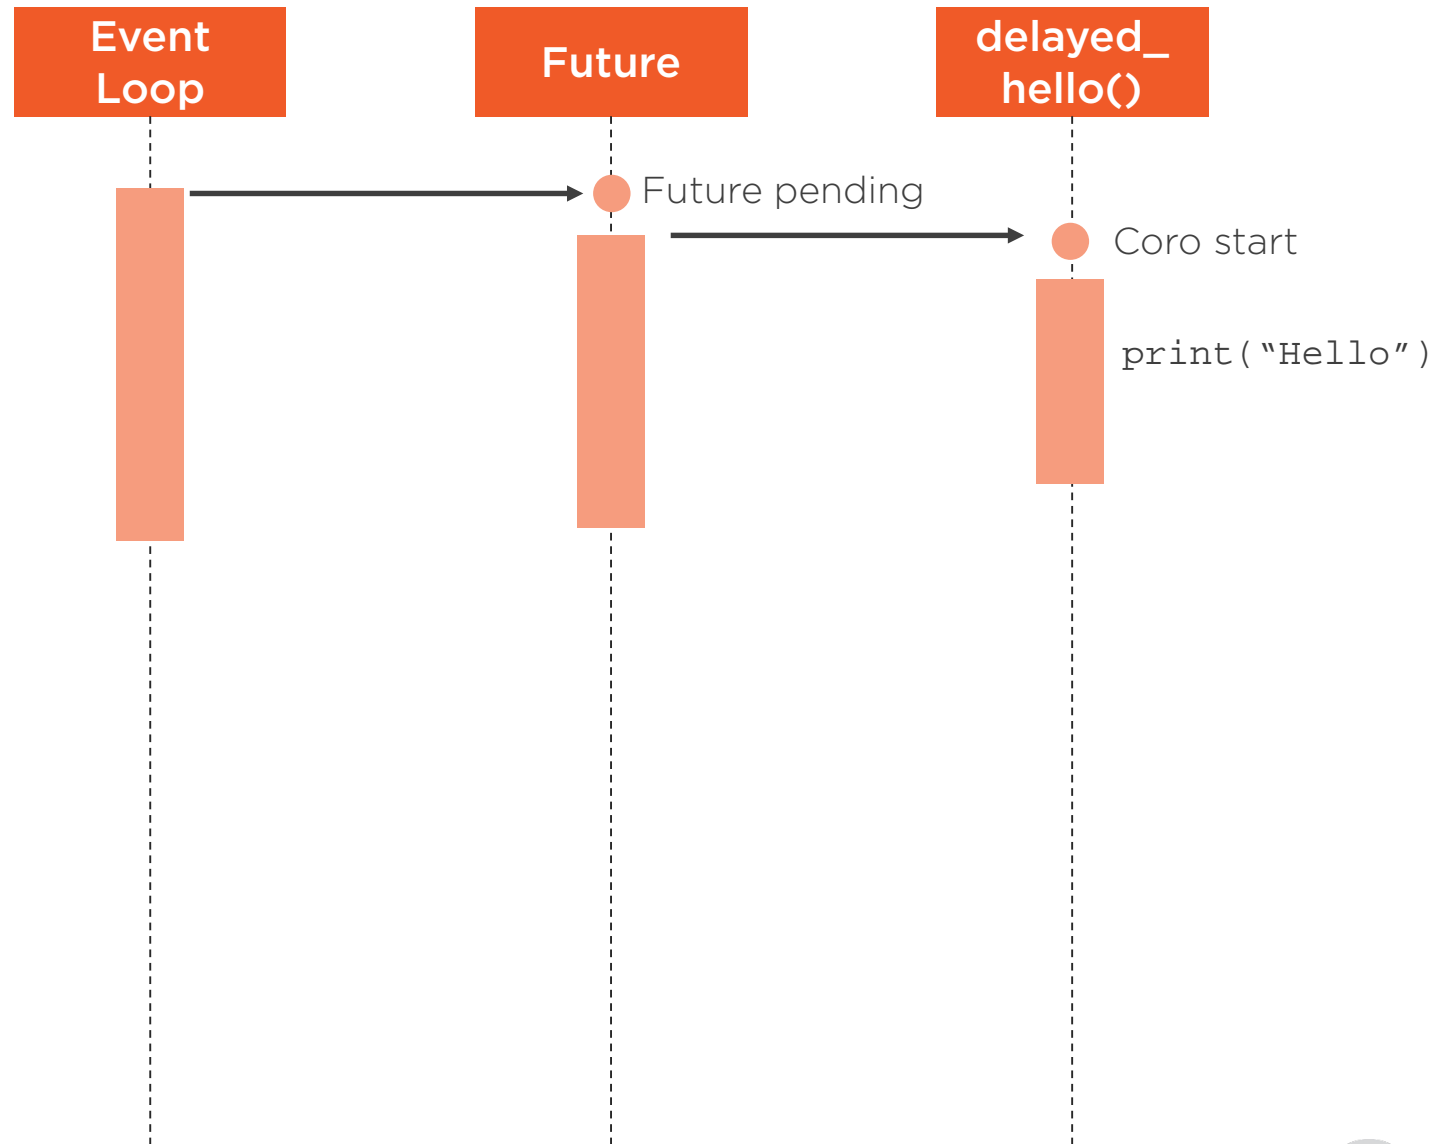 Event
Loop
Future
delayed_
hello()
Future pending
Coro start
print(“Hello”)